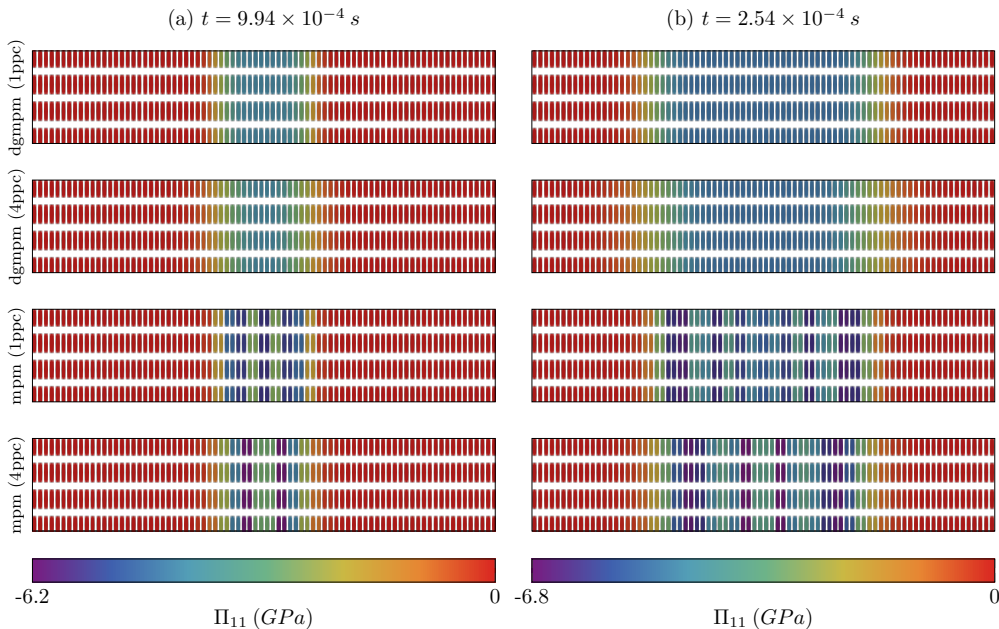 (a) t = 9.94 × 10⁻⁴ s
(b) t = 2.54 × 10⁻⁴ s
dgmpm (1ppc)
dgmpm (4ppc)
mpm (1ppc)
mpm (4ppc)
-6.2
0
-6.8
0
Π₁₁ (GPa)
Π₁₁ (GPa)